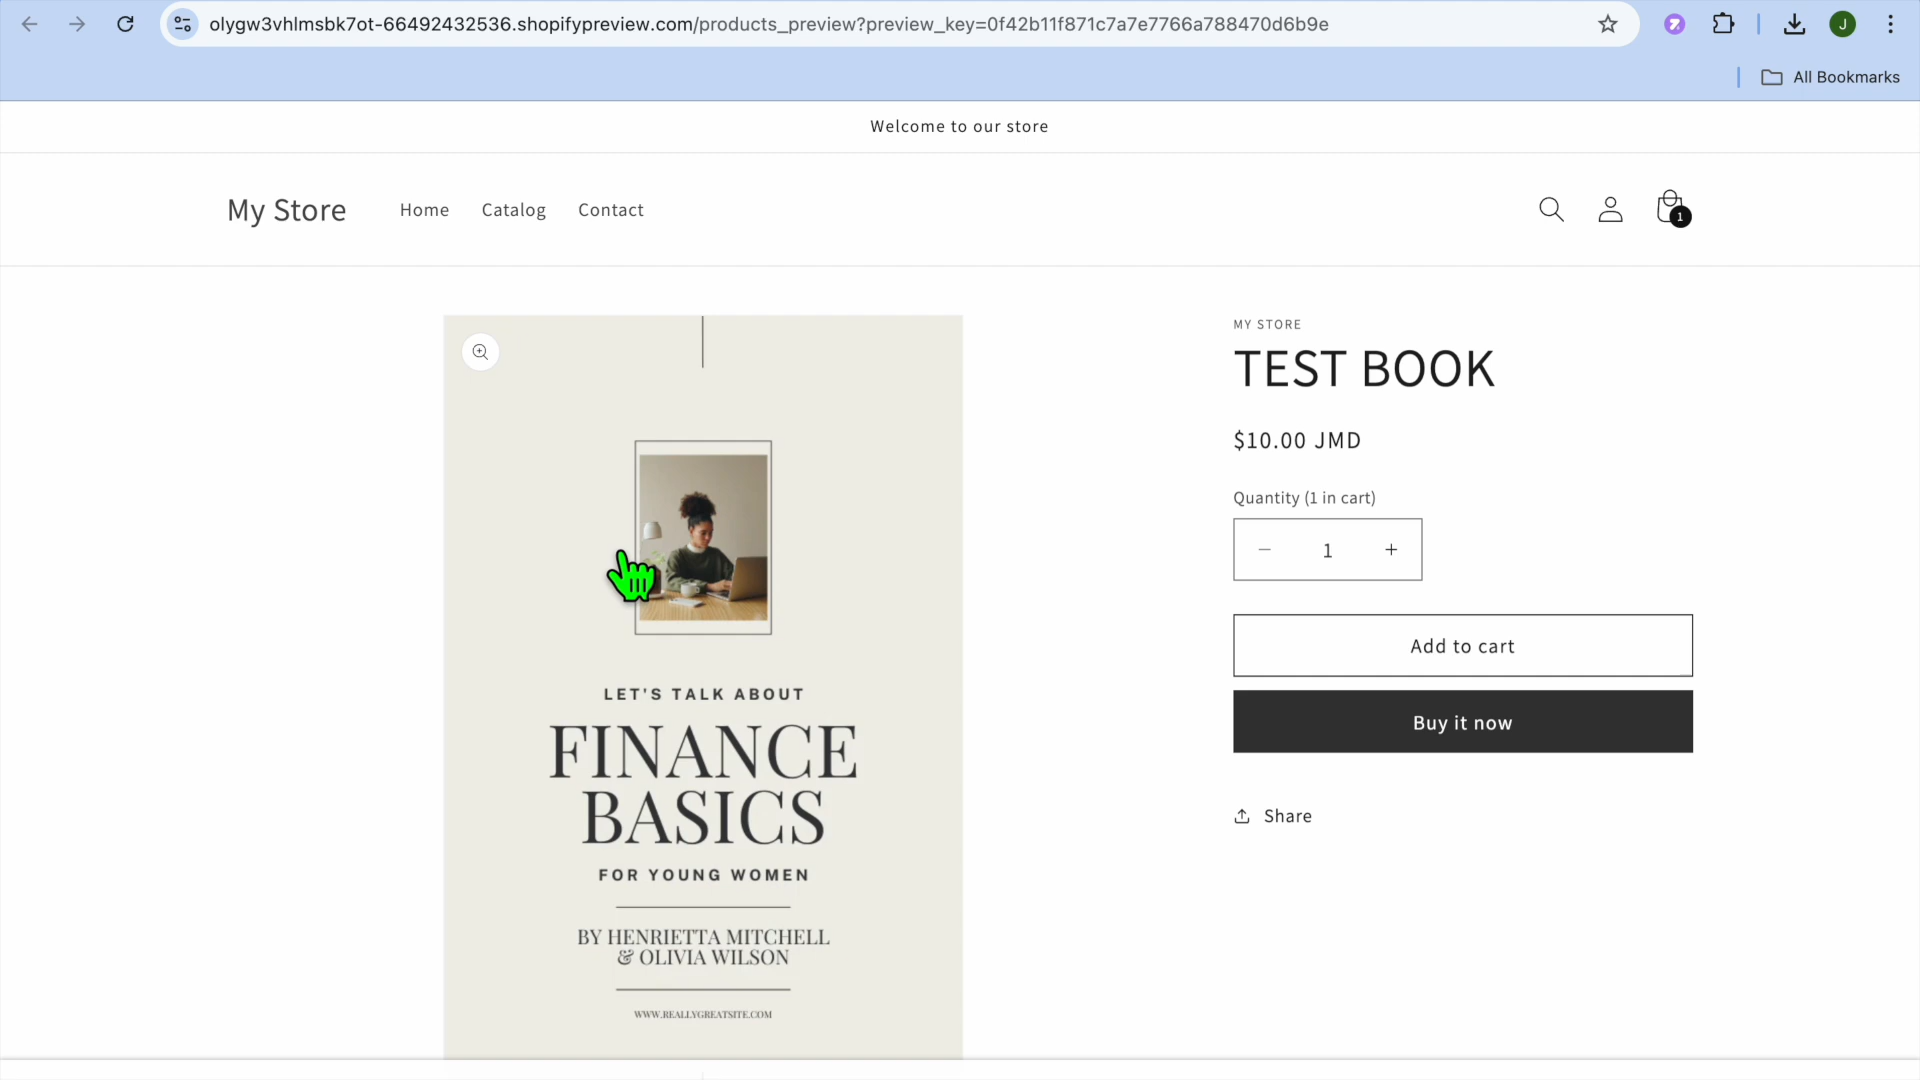 olygw3vhlmsbk7ot-66492432536.shopifypreview.com/products_preview?preview_key=0f42b11f871c7a7e7766a788470d6b9e
J
All Bookmarks
Welcome to our store
My Store
Home
Catalog
Contact
1
MY STORE
TEST BOOK
$10.00 JMD
Quantity (1 in cart)
− 1 +
Add to cart
Buy it now
Share
LET'S TALK ABOUT
FINANCE
BASICS
FOR YOUNG WOMEN
BY HENRIETTA MITCHELL
& OLIVIA WILSON
WWW.REALLYGREATSITE.COM